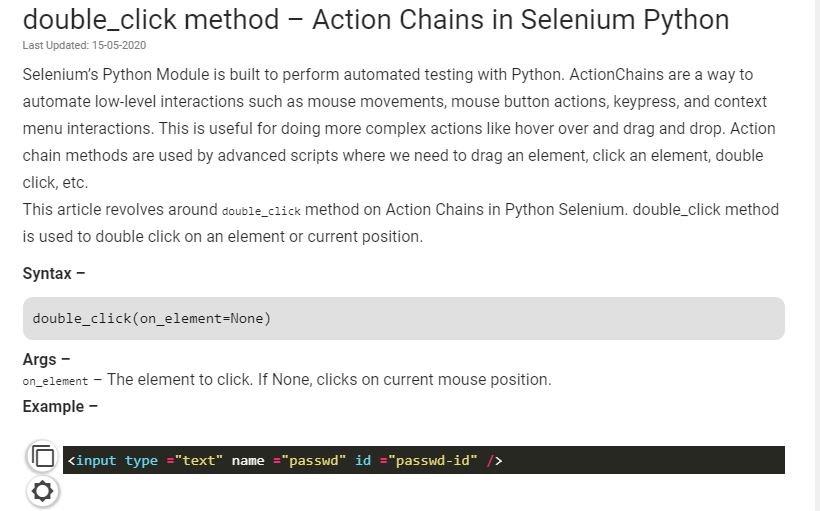 double_click method – Action Chains in Selenium Python
Last Updated: 15-05-2020
Selenium’s Python Module is built to perform automated testing with Python. ActionChains are a way to
automate low-level interactions such as mouse movements, mouse button actions, keypress, and context
menu interactions. This is useful for doing more complex actions like hover over and drag and drop. Action
chain methods are used by advanced scripts where we need to drag an element, click an element, double
click, etc.
This article revolves around double_click method on Action Chains in Python Selenium. double_click method
is used to double click on an element or current position.
Syntax –
double_click(on_element=None)
Args –
on_element – The element to click. If None, clicks on current mouse position.
Example –
<input type ="text" name ="passwd" id ="passwd-id" />